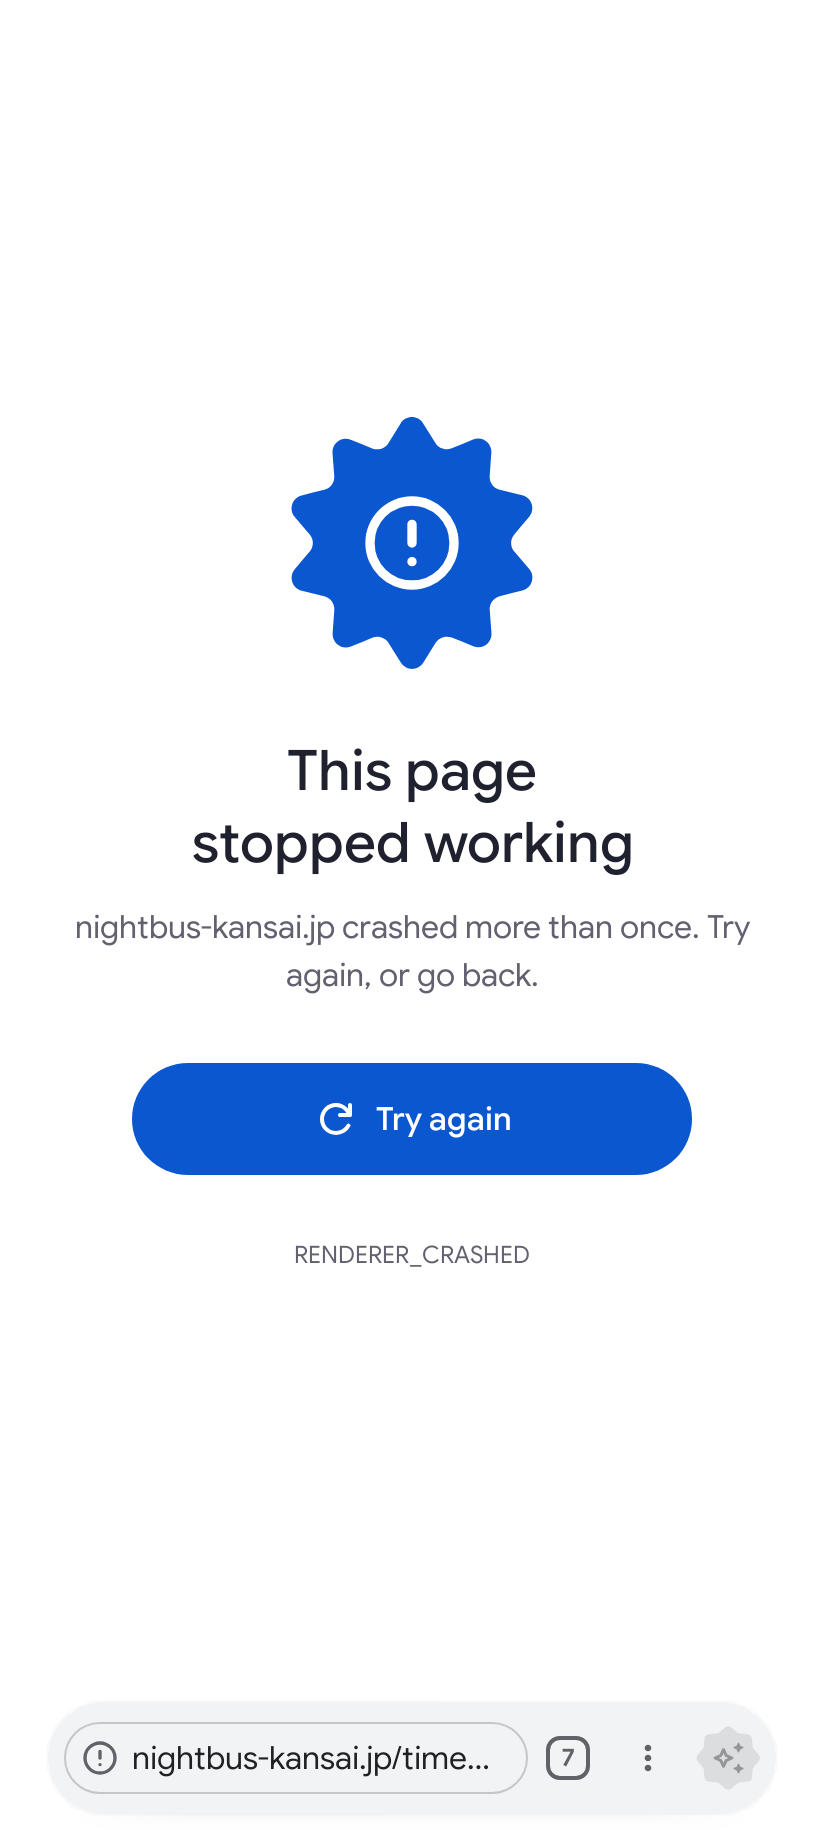 This page
stopped working
nightbus-kansai.jp crashed more than once. Try
again, or go back.
Try again
RENDERER_CRASHED
nightbus-kansai.jp/time...
7